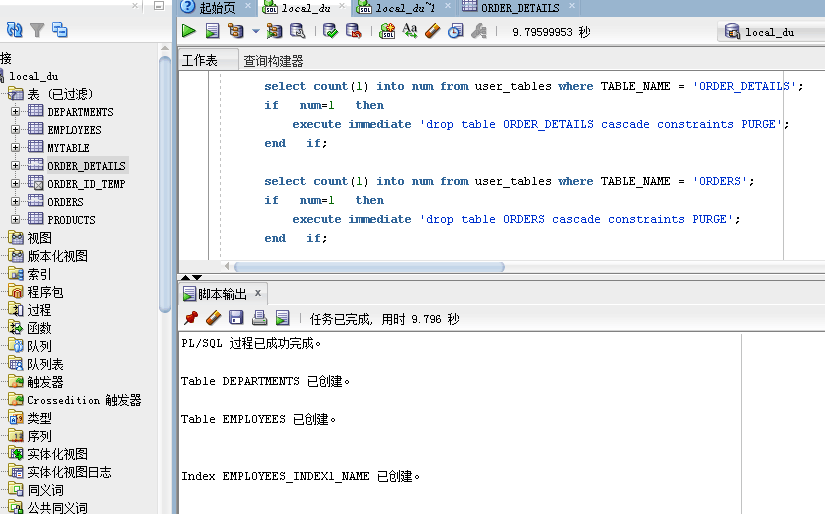 起始页
local_du
local_du~1
ORDER_DETAILS
9.79599953 秒
local_du
接
local_du
表 (已过滤)
DEPARTMENTS
EMPLOYEES
MYTABLE
ORDER_DETAILS
ORDER_ID_TEMP
ORDERS
PRODUCTS
视图
版本化视图
索引
程序包
过程
函数
队列
队列表
触发器
Crossedition 触发器
类型
序列
实体化视图
实体化视图日志
同义词
公共同义词
工作表
查询构建器
select count(1) into num from user_tables where TABLE_NAME = 'ORDER_DETAILS';
if num=1 then
execute immediate 'drop table ORDER_DETAILS cascade constraints PURGE';
end if;
select count(1) into num from user_tables where TABLE_NAME = 'ORDERS';
if num=1 then
execute immediate 'drop table ORDERS cascade constraints PURGE';
end if;
脚本输出 x
任务已完成, 用时 9.796 秒
PL/SQL 过程已成功完成。
Table DEPARTMENTS 已创建。
Table EMPLOYEES 已创建。
Index EMPLOYEES_INDEX1_NAME 已创建。